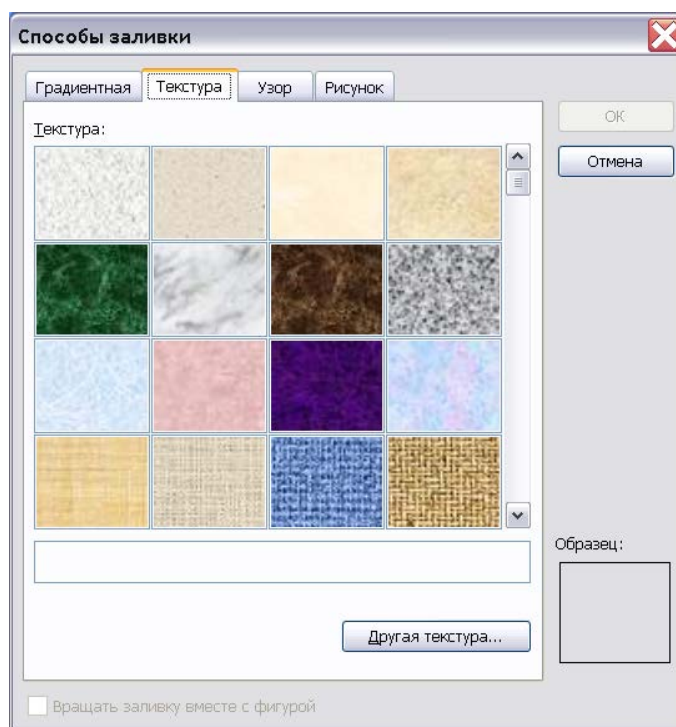 Способы заливки
Градиентная Текстура Узор Рисунок
Текстура:
ОК
Отмена
Образец:
Другая текстура...
Вращать заливку вместе с фигурой